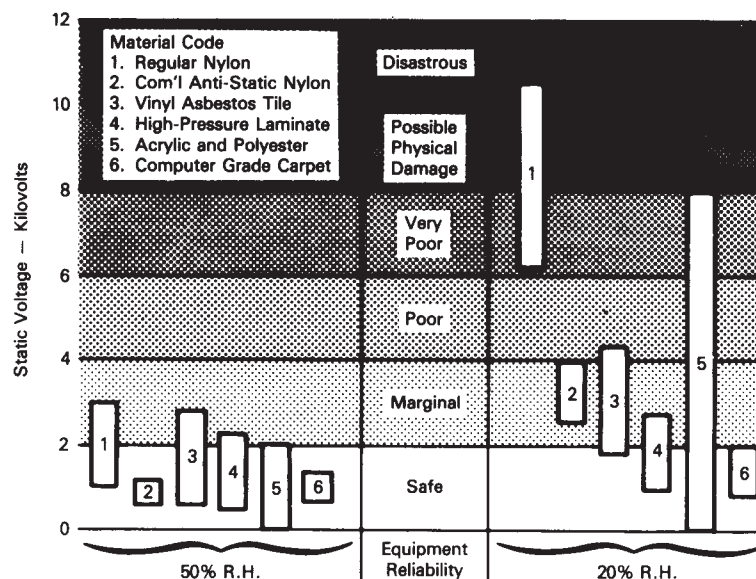 12
10
8
6
4
2
0
Static Voltage — Kilovolts
Material Code
1. Regular Nylon
2. Com'l Anti-Static Nylon
3. Vinyl Asbestos Tile
4. High-Pressure Laminate
5. Acrylic and Polyester
6. Computer Grade Carpet
Disastrous
Possible
Physical
Damage
Very
Poor
Poor
Marginal
Safe
Equipment
Reliability
1
2
3
4
5
6
50% R.H.
1
2
3
4
5
6
20% R.H.